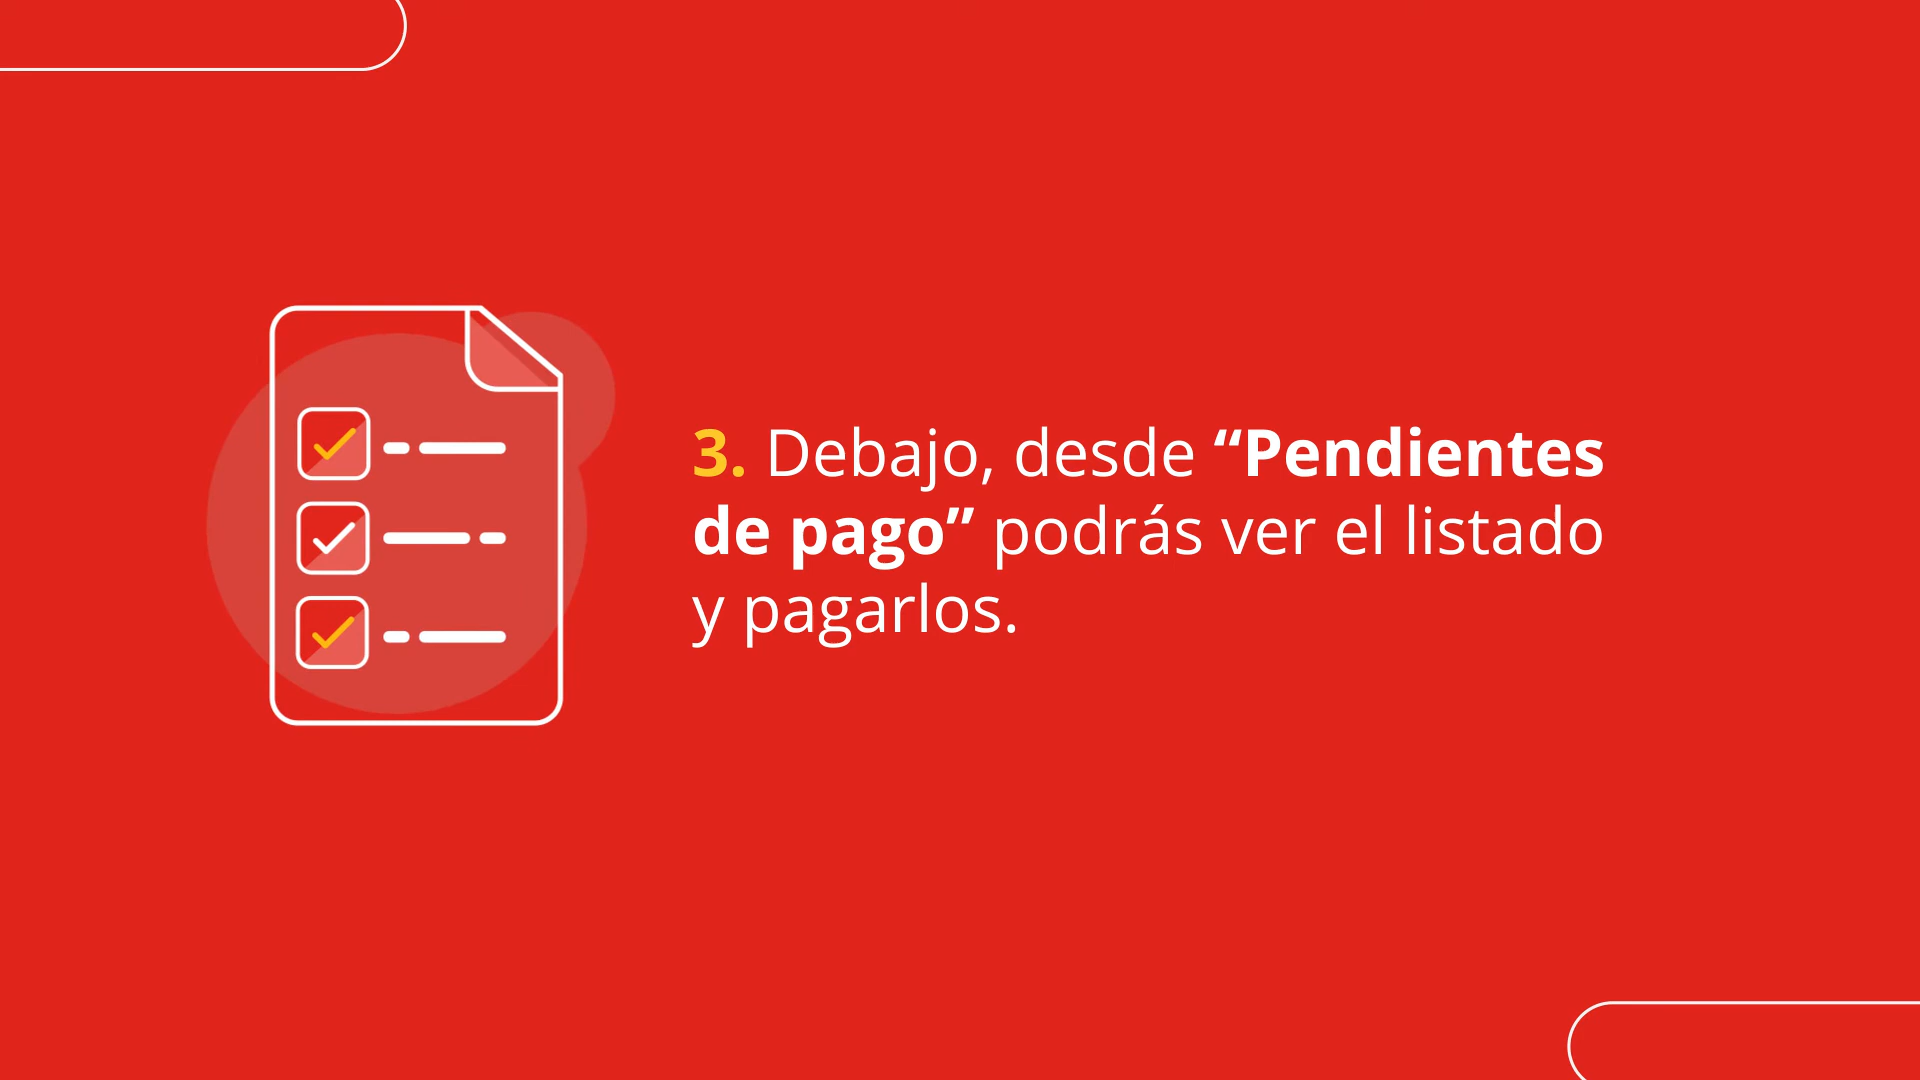 3. Debajo, desde “Pendientes
de pago” podrás ver el listado
y pagarlos.